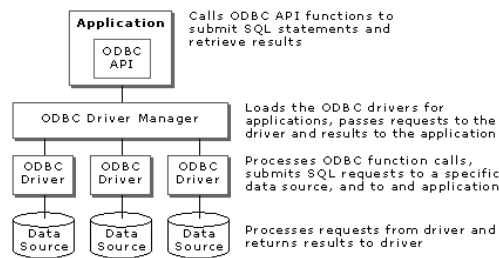 Application
ODBC
API
Calls ODBC API functions to
submit SQL statements and
retrieve results
ODBC Driver Manager
Loads the ODBC drivers for
applications, passes requests to the
driver and results to the application
ODBC
Driver
ODBC
Driver
ODBC
Driver
Processes ODBC function calls,
submits SQL requests to a specific
data source, and to and application
Data
Source
Data
Source
Data
Source
Processes requests from driver and
returns results to driver